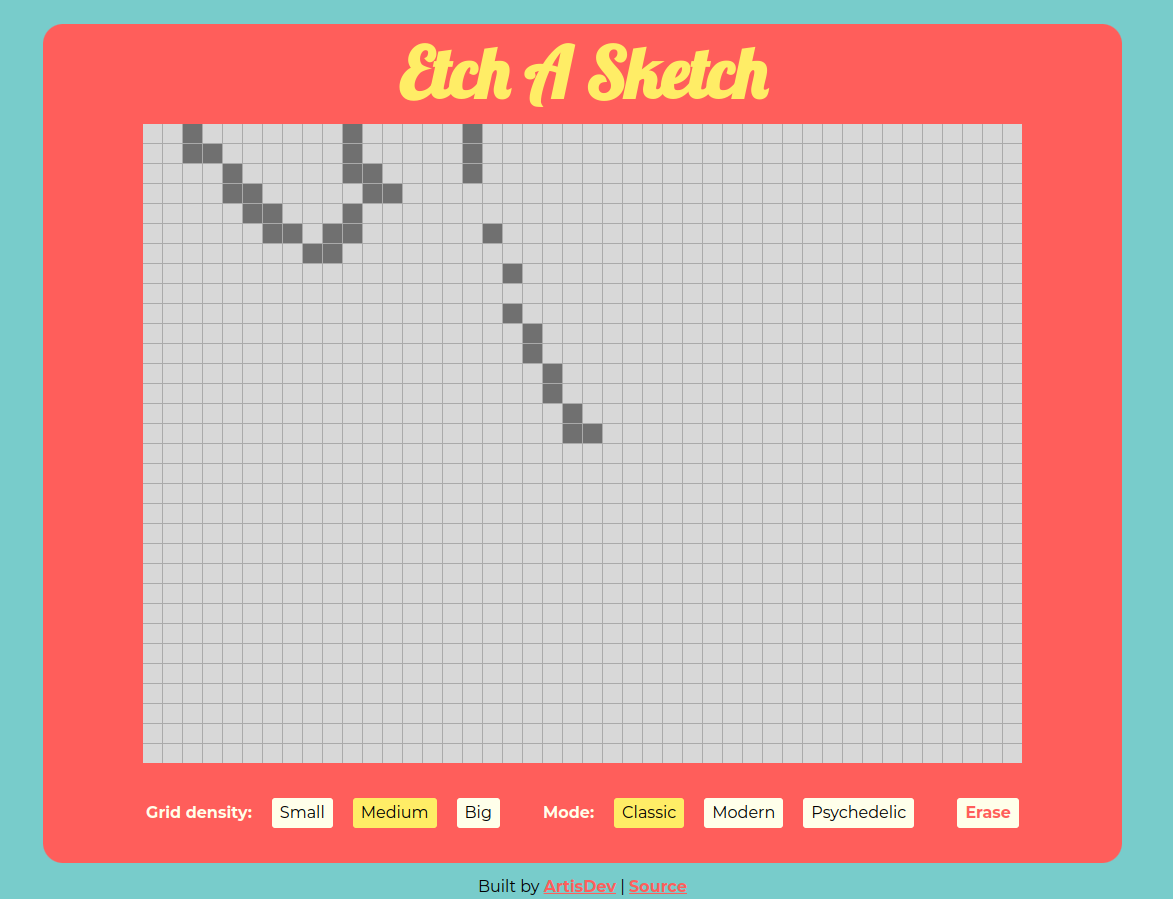 Etch A Sketch
Grid density: Small Medium Big Mode: Classic Modern Psychedelic Erase
Built by ArtisDev | Source